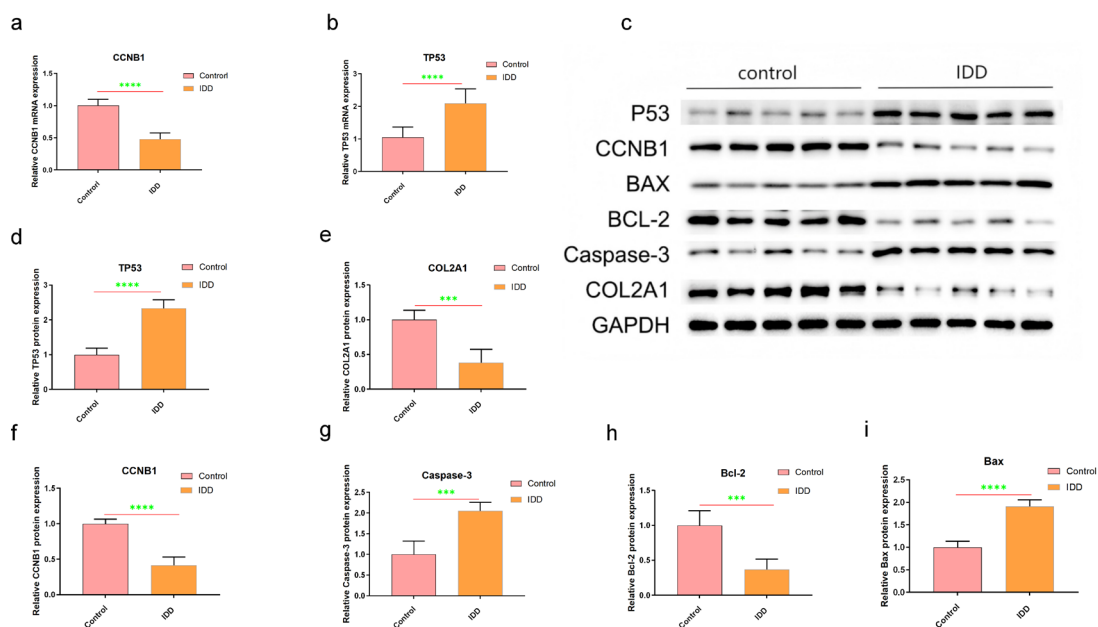 a
CCNB1
Relative CCNB1 mRNA expression
1.5
1.0
0.5
0.0
****
Controrl
IDD
Controrl
IDD
b
TP53
Relative TP53 mRNA expression
3
2
1
0
****
Control
IDD
Control
IDD
c
control
IDD
P53
CCNB1
BAX
BCL-2
Caspase-3
COL2A1
GAPDH
d
TP53
Relative TP53 protein expression
3
2
1
0
****
Control
IDD
Control
IDD
e
COL2A1
Relative COL2A1 protein expression
1.5
1.0
0.5
0.0
***
Control
IDD
Control
IDD
f
CCNB1
Relative CCNB1 protein expression
1.5
1.0
0.5
0.0
****
Control
IDD
Control
IDD
g
Caspase-3
Relative Caspase-3 protein expression
2.5
2.0
1.5
1.0
0.5
0.0
***
Control
IDD
Control
IDD
h
Bcl-2
Relative Bcl-2 protein expression
1.5
1.0
0.5
0.0
***
Control
IDD
Control
IDD
i
Bax
Relative Bax protein expression
2.5
2.0
1.5
1.0
0.5
0.0
****
Control
IDD
Control
IDD